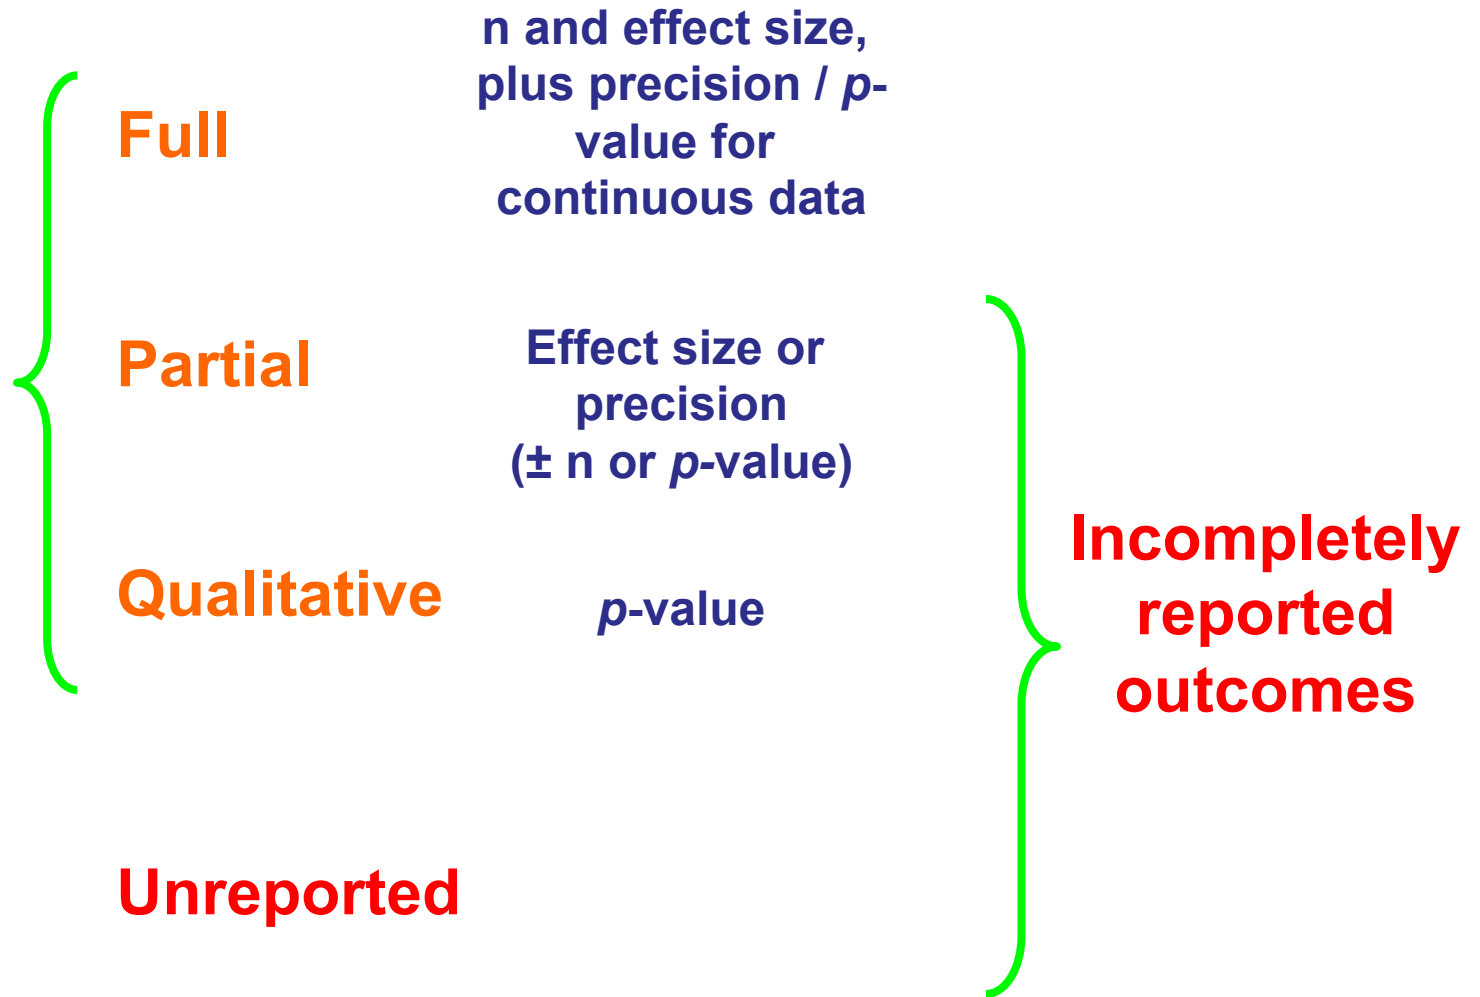 n and effect size,
plus precision / p-
value for
continuous data
Full
Partial
Effect size or
precision
(± n or p-value)
Qualitative
p-value
Incompletely
reported
outcomes
Unreported